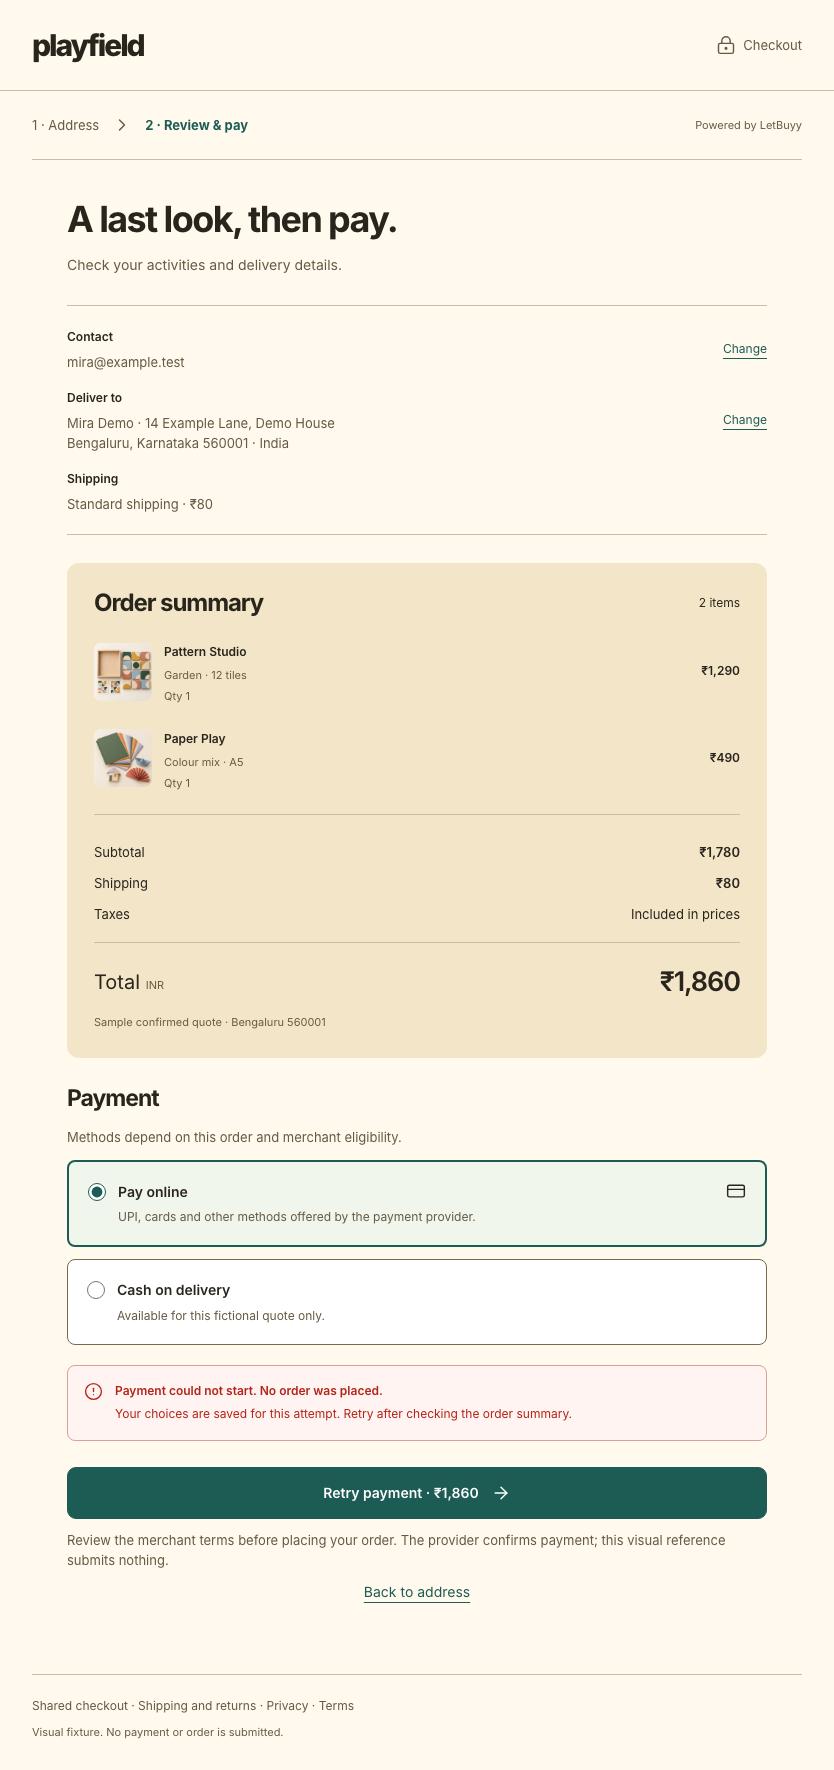 playfield
Checkout
1 · Address
2 · Review & pay
Powered by LetBuyy
A last look, then pay.
Check your activities and delivery details.
Contact
mira@example.test
Change
Deliver to
Mira Demo · 14 Example Lane, Demo House
Bengaluru, Karnataka 560001 · India
Change
Shipping
Standard shipping · ₹80
Order summary
2 items
Pattern Studio
Garden · 12 tiles
Qty 1
₹1,290
Paper Play
Colour mix · A5
Qty 1
₹490
Subtotal
₹1,780
Shipping
₹80
Taxes
Included in prices
Total INR
₹1,860
Sample confirmed quote · Bengaluru 560001
Payment
Methods depend on this order and merchant eligibility.
Pay online
UPI, cards and other methods offered by the payment provider.
Cash on delivery
Available for this fictional quote only.
Payment could not start. No order was placed.
Your choices are saved for this attempt. Retry after checking the order summary.
Retry payment · ₹1,860
Review the merchant terms before placing your order. The provider confirms payment; this visual reference
submits nothing.
Back to address
Shared checkout · Shipping and returns · Privacy · Terms
Visual fixture. No payment or order is submitted.